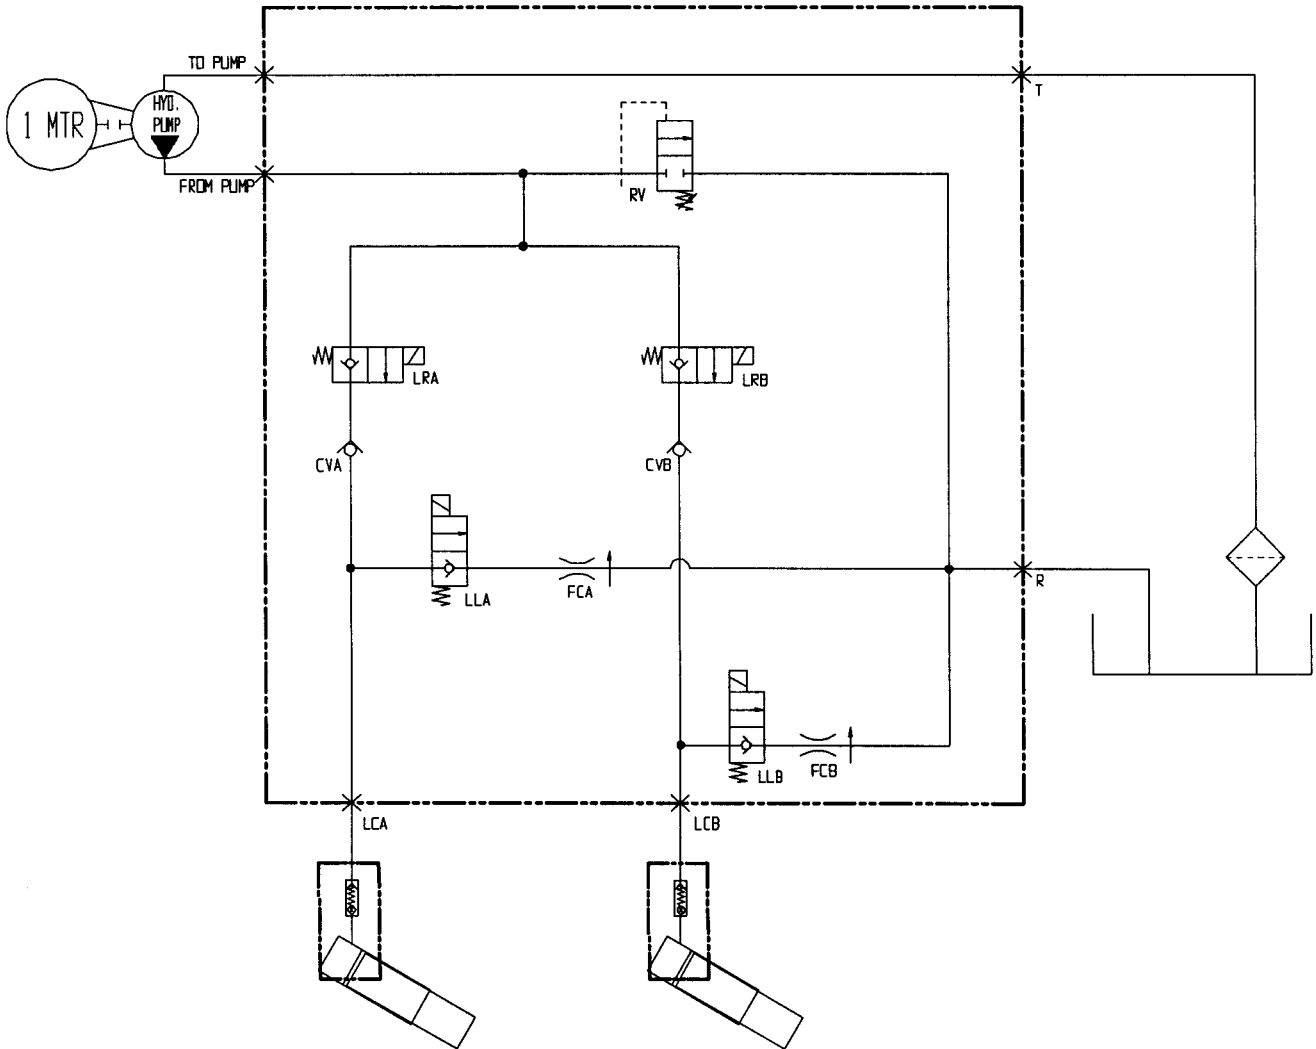 TO PUMP
T
1 MTR
HYD.
PUMP
FROM PUMP
RV
LRA
LRB
CVA
CVB
LLA
FCA
R
LLB
FCB
LCA
LCB